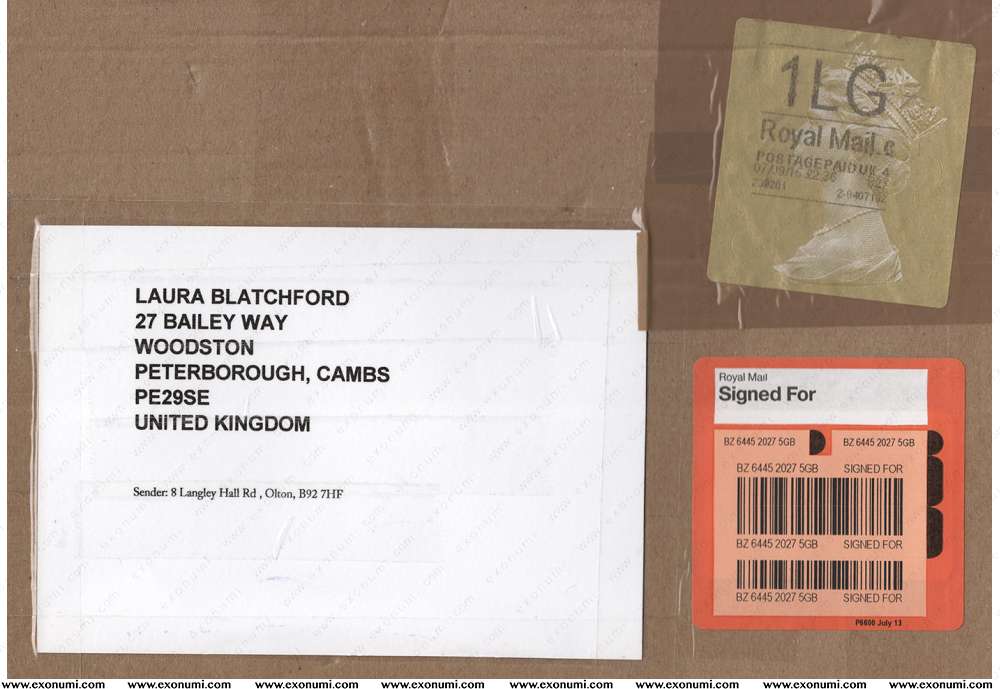 1LG
Royal Mail
POSTAGE PAID UK
07/09/16
LAURA BLATCHFORD
27 BAILEY WAY
WOODSTON
PETERBOROUGH, CAMBS
PE29SE
UNITED KINGDOM
Sender: 8 Langley Hall Rd , Olton, B92 7HF
Royal Mail
Signed For
BZ 6445 2027 5GB BZ 6445 2027 5GB
BZ 6445 2027 5GB SIGNED FOR
BZ 6445 2027 5GB SIGNED FOR
BZ 6445 2027 5GB SIGNED FOR
P6600 July 13
www.exonumi.com www.exonumi.com www.exonumi.com www.exonumi.com www.exonumi.com www.exonumi.com www.exonumi.com www.exonumi.com